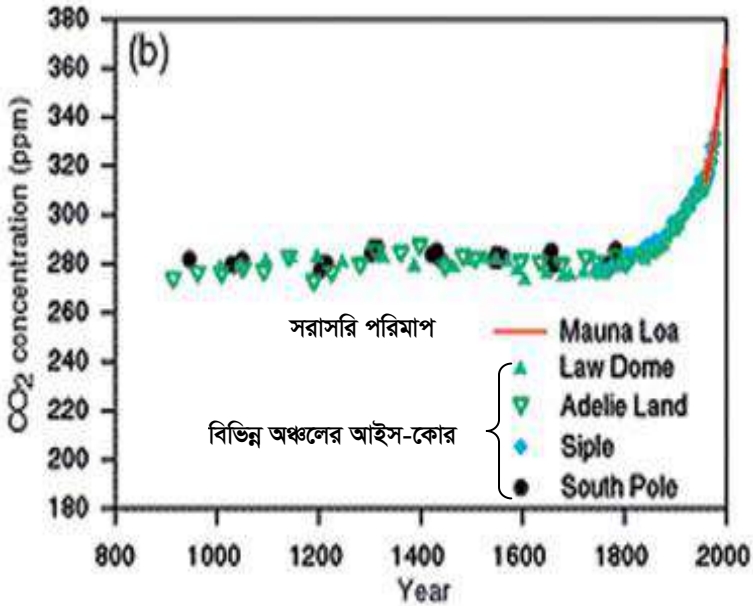 380
(b)
360
340
320
300
280
260
240
220
200
180
CO2 concentration (ppm)
সরাসরি পরিমাপ
Mauna Loa
Law Dome
Adelie Land
বিভিন্ন অঞ্চলের আইস-কোর
Siple
South Pole
800 1000 1200 1400 1600 1800 2000
Year